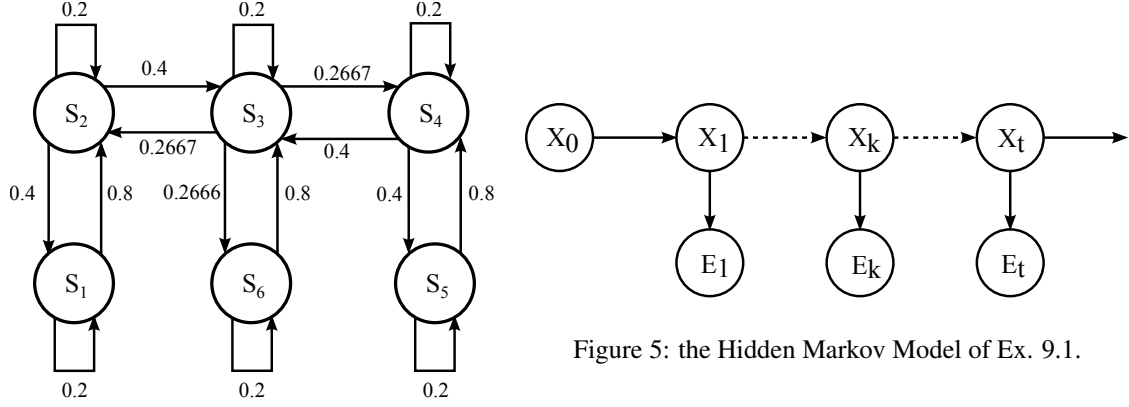 0.2 0.2 0.2
0.4 0.2667
S2 S3 S4
0.2667 0.4
0.4 0.8 0.2666 0.8 0.4 0.8
S1 S6 S5
0.2 0.2 0.2
X0 X1 Xk Xt
E1 Ek Et
Figure 5: the Hidden Markov Model of Ex. 9.1.